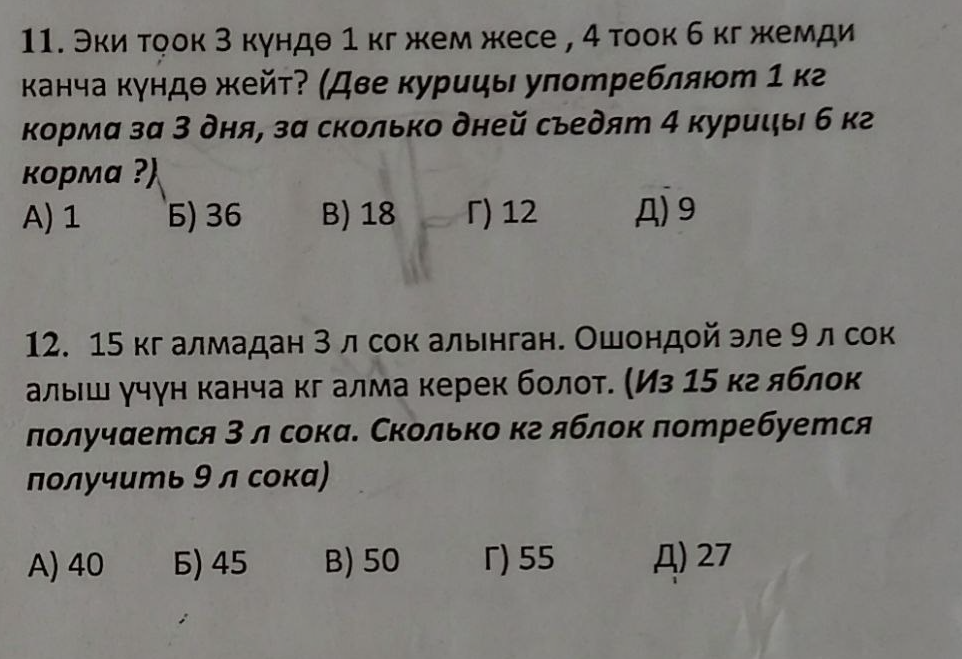 11. Эки тоок 3 күндө 1 кг жем жесе , 4 тоок 6 кг жемди
канча күндө жейт? (Две курицы употребляют 1 кг
корма за 3 дня, за сколько дней съедят 4 курицы 6 кг
корма ?)
А) 1 Б) 36 В) 18 Г) 12 Д) 9
12. 15 кг алмадан 3 л сок алынган. Ошондой эле 9 л сок
алыш үчүн канча кг алма керек болот. (Из 15 кг яблок
получается 3 л сока. Сколько кг яблок потребуется
получить 9 л сока)
А) 40 Б) 45 В) 50 Г) 55 Д) 27